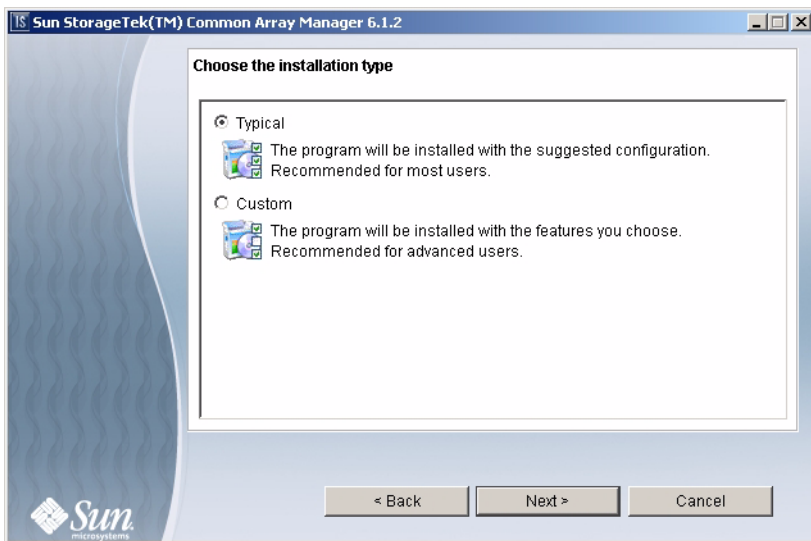 TS Sun StorageTek(TM) Common Array Manager 6.1.2
Choose the installation type
Typical
The program will be installed with the suggested configuration.
Recommended for most users.
Custom
The program will be installed with the features you choose.
Recommended for advanced users.
< Back
Next >
Cancel
Sun
microsystems